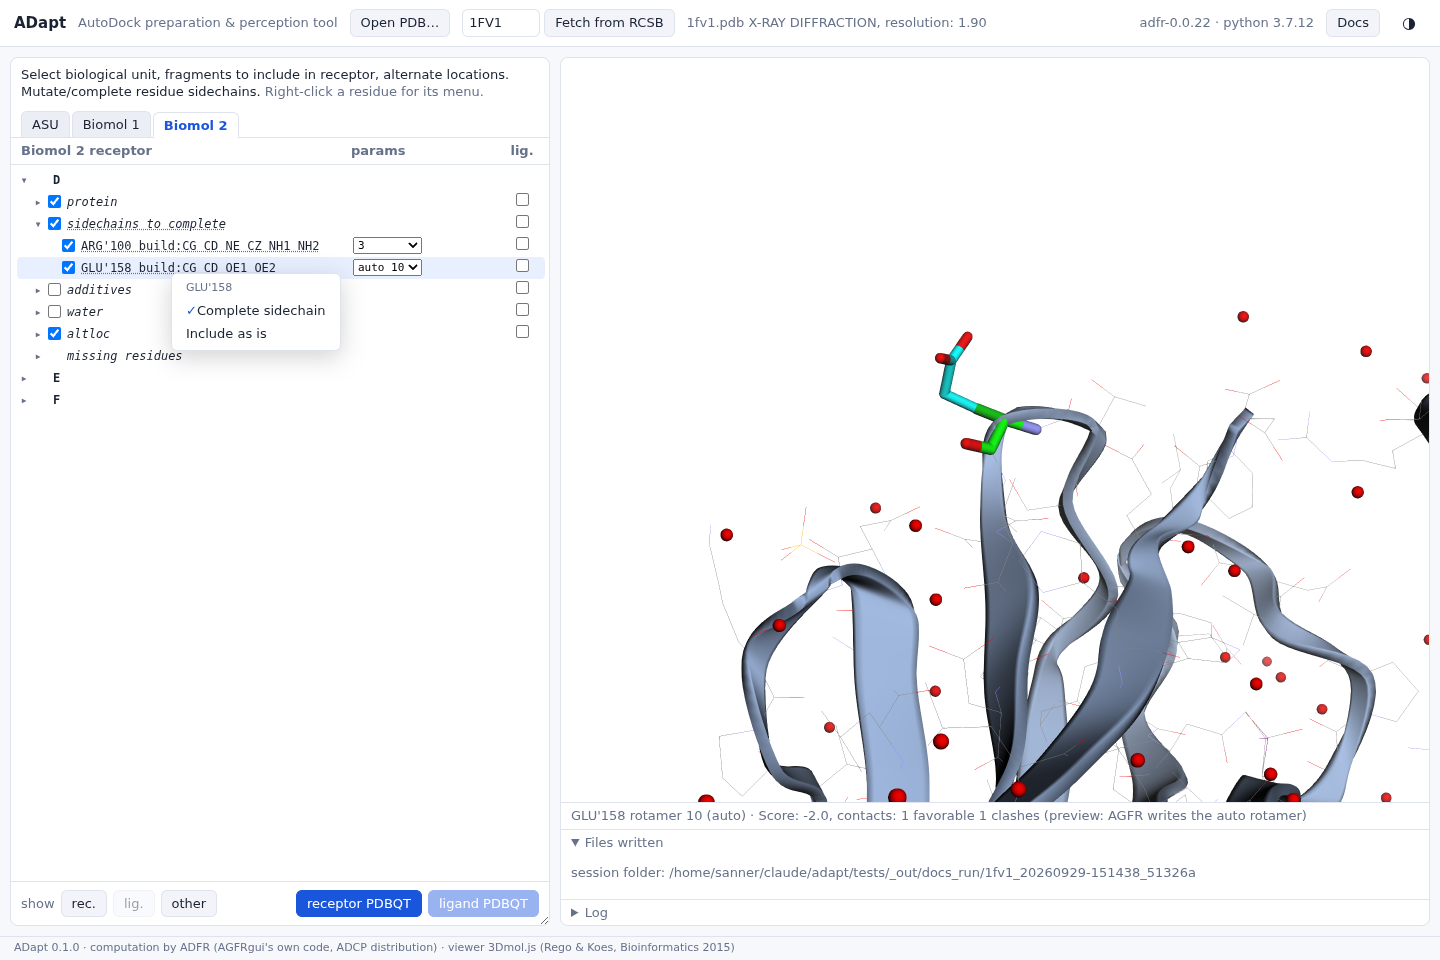 ADapt AutoDock preparation & perception tool Open PDB... 1FV1 Fetch from RCSB 1fv1.pdb X-RAY DIFFRACTION, resolution: 1.90 adfr-0.0.22 · python 3.7.12 Docs
Select biological unit, fragments to include in receptor, alternate locations.
Mutate/complete residue sidechains. Right-click a residue for its menu.
ASU Biomol 1 Biomol 2
Biomol 2 receptor params lig.
D
protein
sidechains to complete
ARG'100 build:CG CD NE CZ NH1 NH2 3
GLU'158 build:CG CD OE1 OE2 auto 10
GLU'158
✓Complete sidechain
Include as is
additives
water
altloc
missing residues
E
F
show rec. lig. other receptor PDBQT ligand PDBQT
GLU'158 rotamer 10 (auto) · Score: -2.0, contacts: 1 favorable 1 clashes (preview: AGFR writes the auto rotamer)
▼ Files written
session folder: /home/sanner/claude/adapt/tests/_out/docs_run/1fv1_20260929-151438_51326a
▶ Log
ADapt 0.1.0 · computation by ADFR (AGFRgui's own code, ADCP distribution) · viewer 3Dmol.js (Rego & Koes, Bioinformatics 2015)